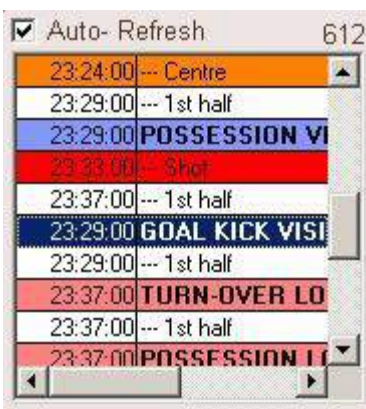 Auto- Refresh 612
23:24:00 --- Centre
23:29:00 --- 1st half
23:29:00 POSSESSION VI
23:33:00 --- Shot
23:37:00 --- 1st half
23:29:00 GOAL KICK VISI
23:29:00 --- 1st half
23:37:00 TURN-OVER LO
23:37:00 --- 1st half
23:37:00 POSSESSION LO